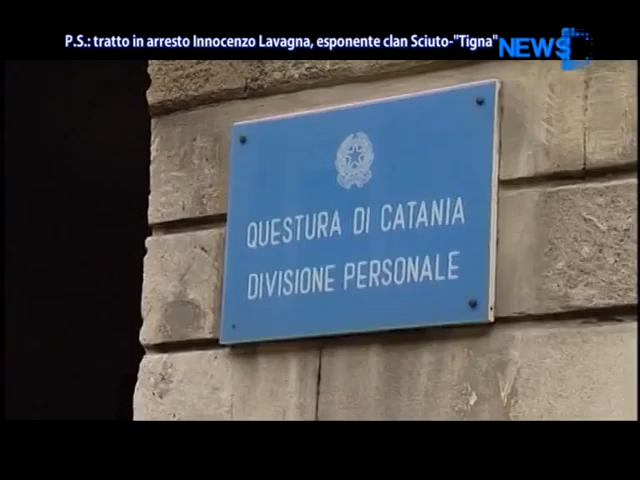 P.S.: tratto in arresto Innocenzo Lavagna, esponente clan Sciuto-"Tigna"
NEWS
QUESTURA DI CATANIA
DIVISIONE PERSONALE